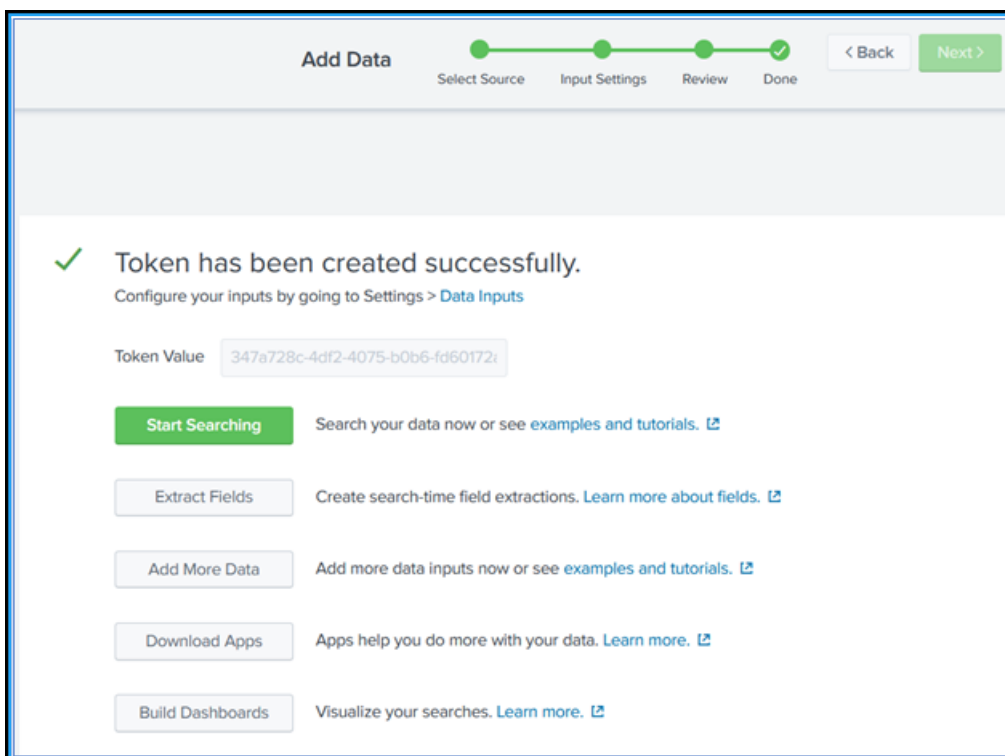 Add Data
Select Source
Input Settings
Review
Done
< Back
Next >
Token has been created successfully.
Configure your inputs by going to Settings > Data Inputs
Token Value 347a728c-4df2-4075-b0b6-fd60172a
Start Searching Search your data now or see examples and tutorials.
Extract Fields Create search-time field extractions. Learn more about fields.
Add More Data Add more data inputs now or see examples and tutorials.
Download Apps Apps help you do more with your data. Learn more.
Build Dashboards Visualize your searches. Learn more.